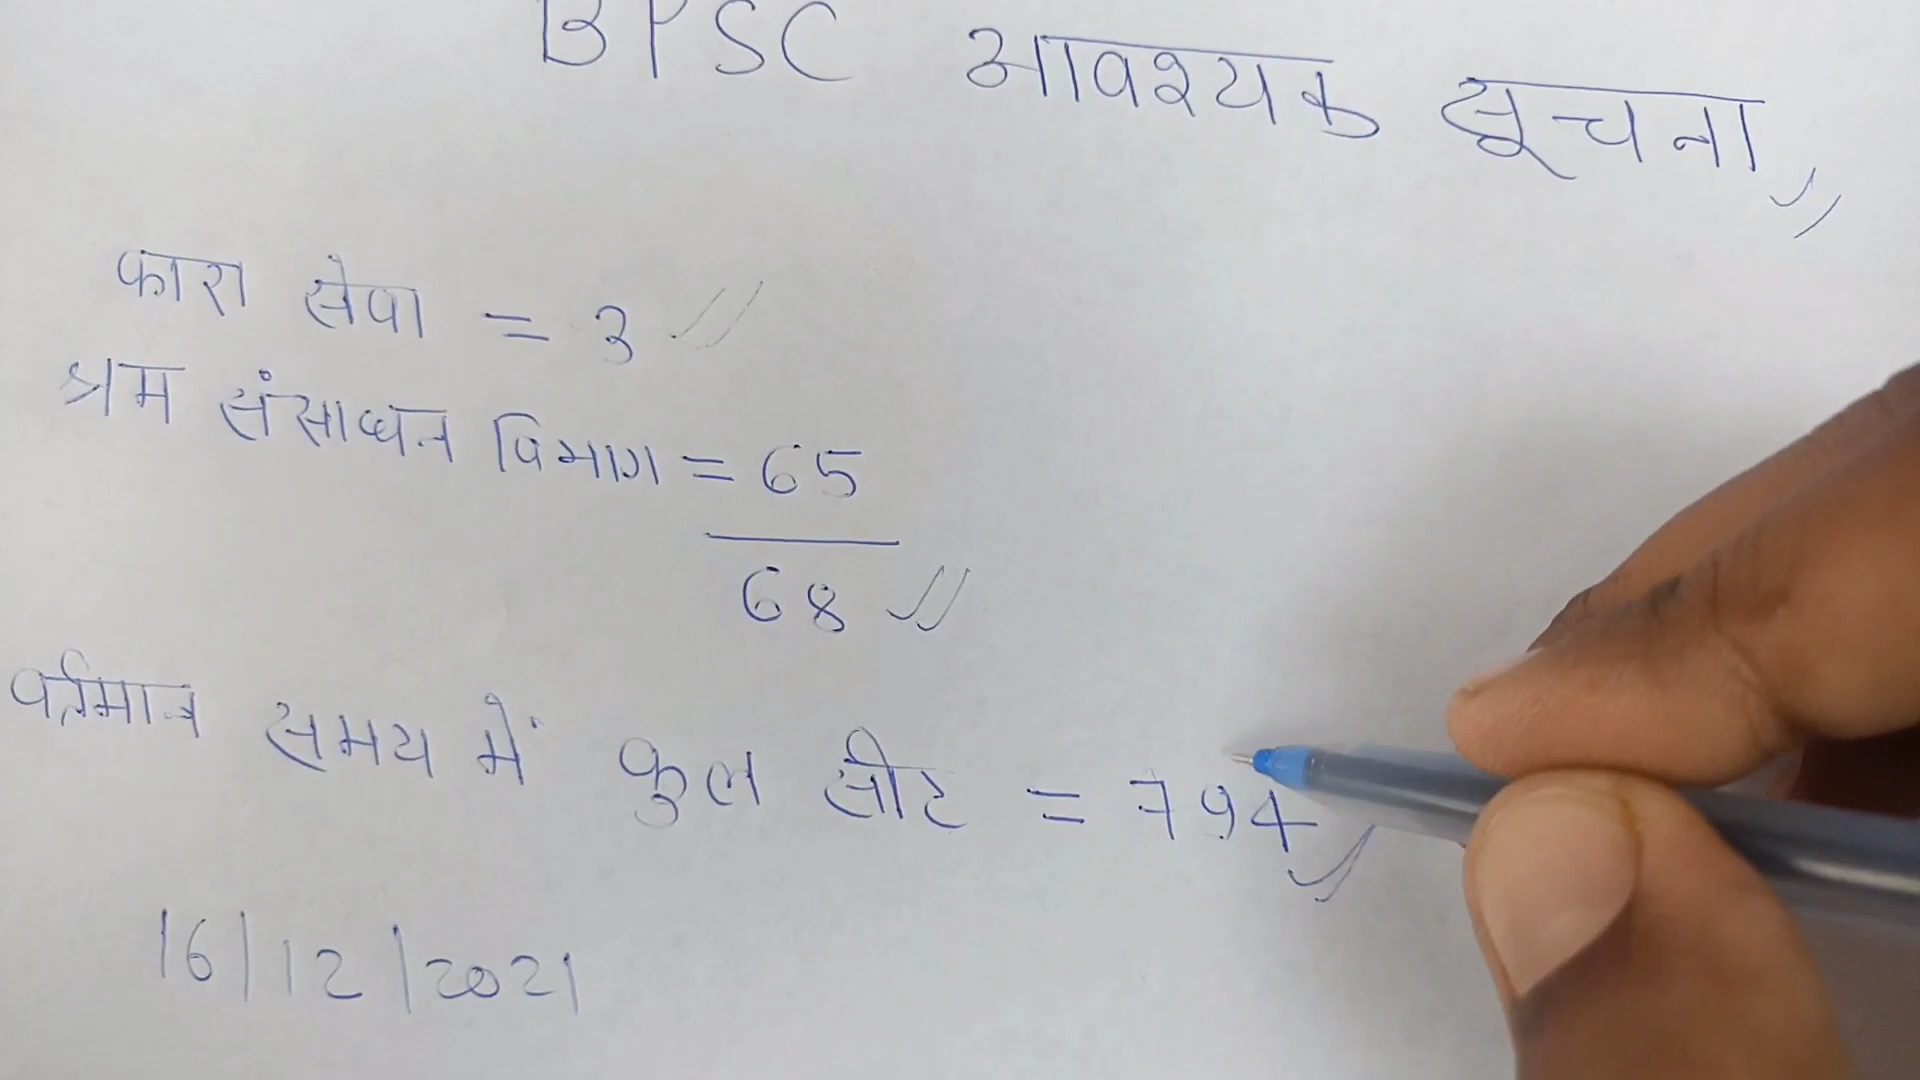 BPSC आवश्यक सूचना
कारा सेवा = 3
श्रम संसाधन विभाग = 65
68
वर्तमान समय में कुल सीट = 794
16/12/2021